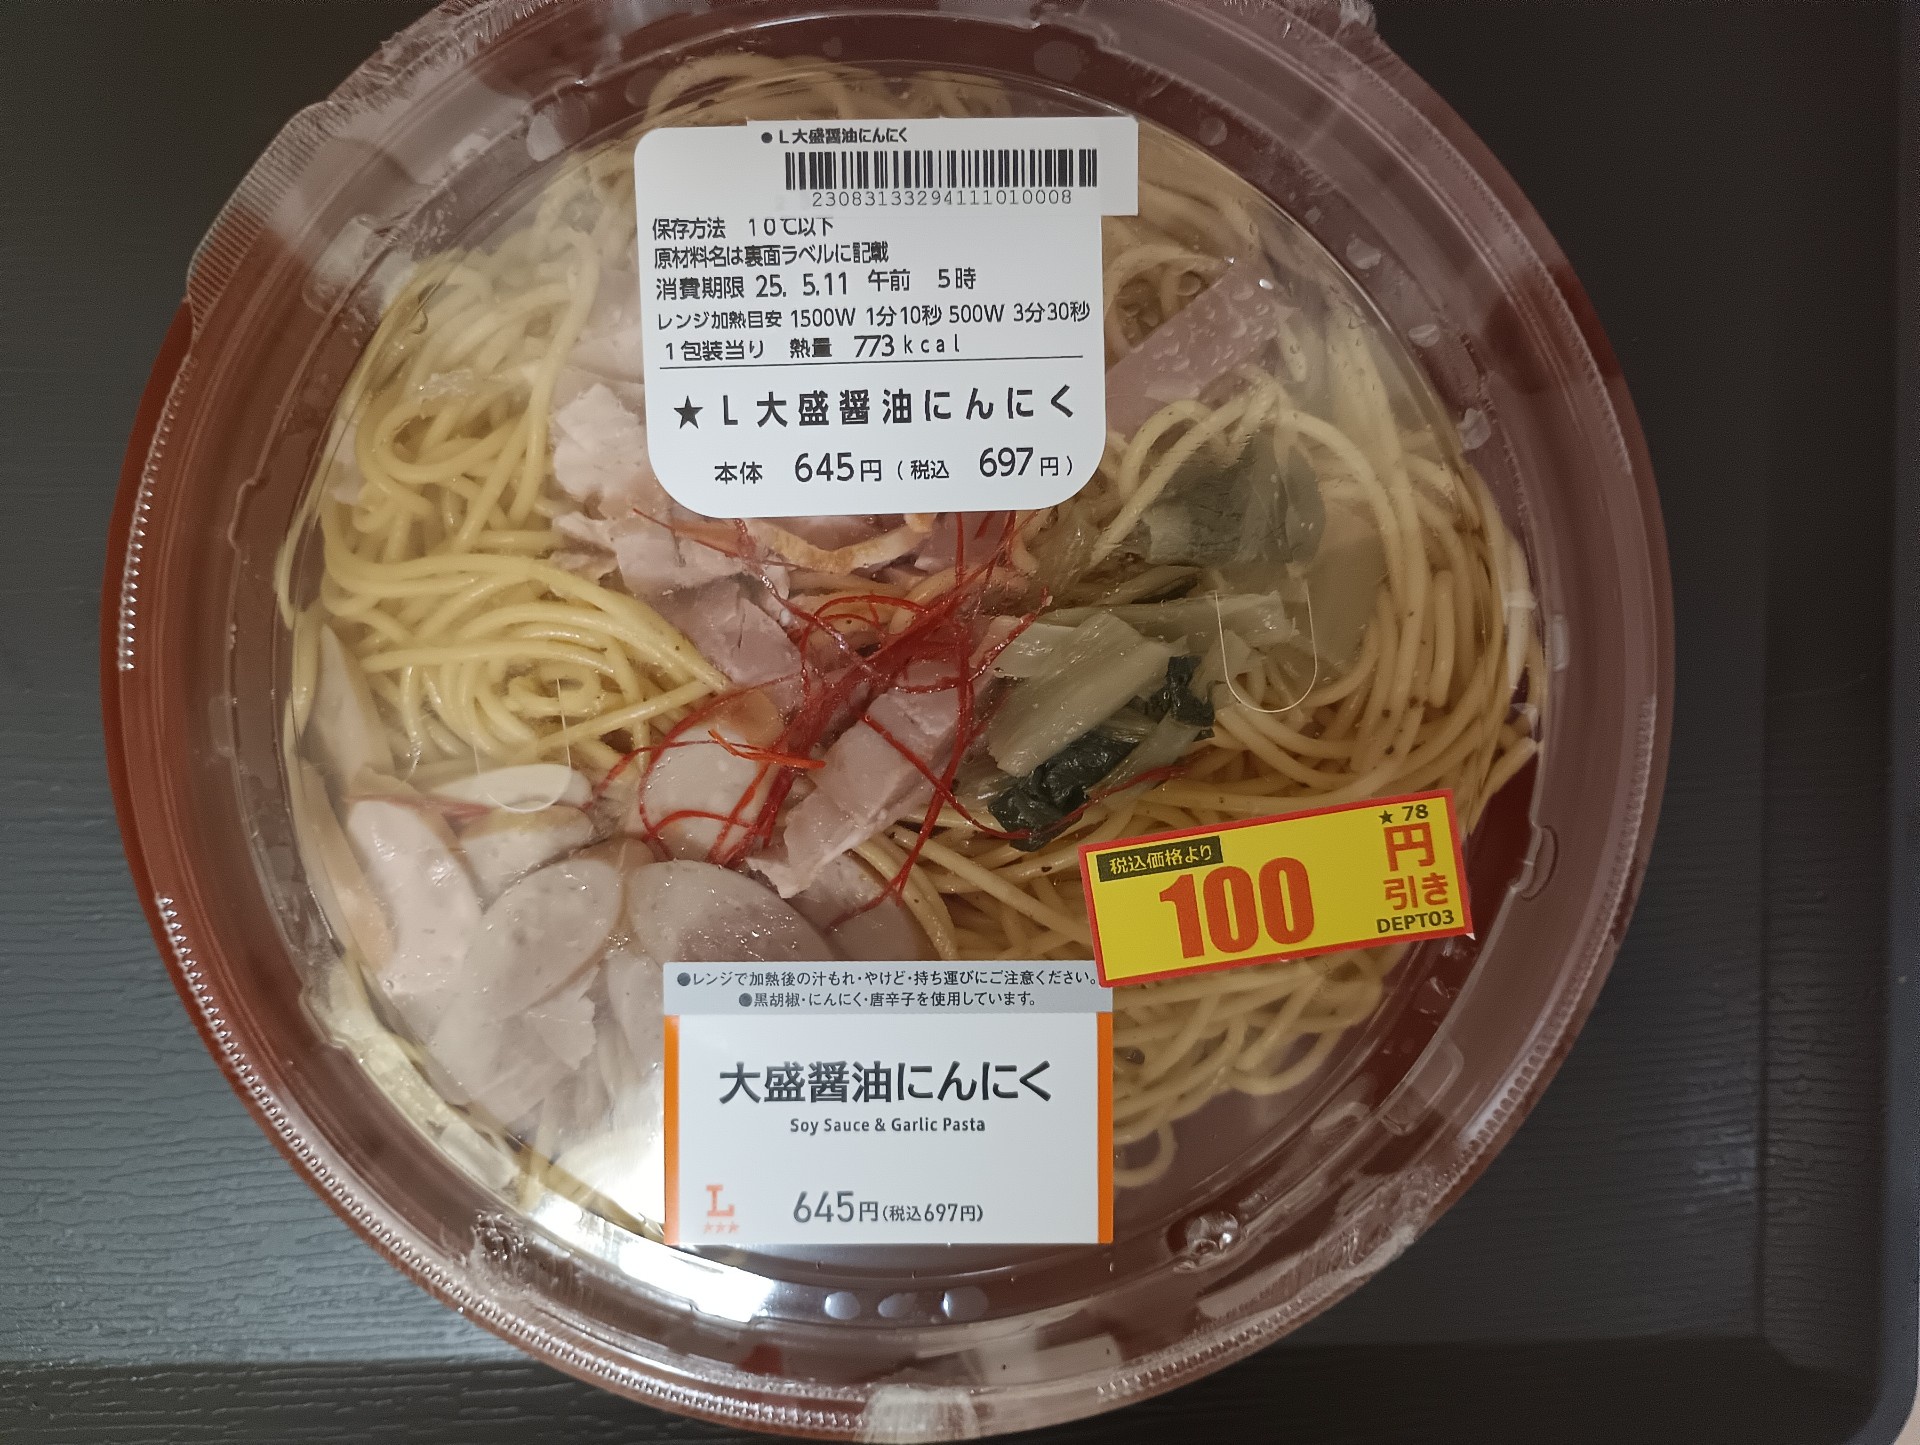 ●L大盛醤油にんにく
23083133294111010008
保存方法 10℃以下
原材料名は裏面ラベルに記載
消費期限 25. 5.11 午前 5時
レンジ加熱目安 1500W 1分10秒 500W 3分30秒
1包装当り 熱量 773kcal
★L大盛醤油にんにく
本体 645円(税込 697円)
★78
税込価格より
100円引き
DEPT03
●レンジで加熱後の汁もれ・やけど・持ち運びにご注意ください。
●黒胡椒・にんにく・唐辛子を使用しています。
大盛醤油にんにく
Soy Sauce & Garlic Pasta
L
★★★
645円(税込697円)